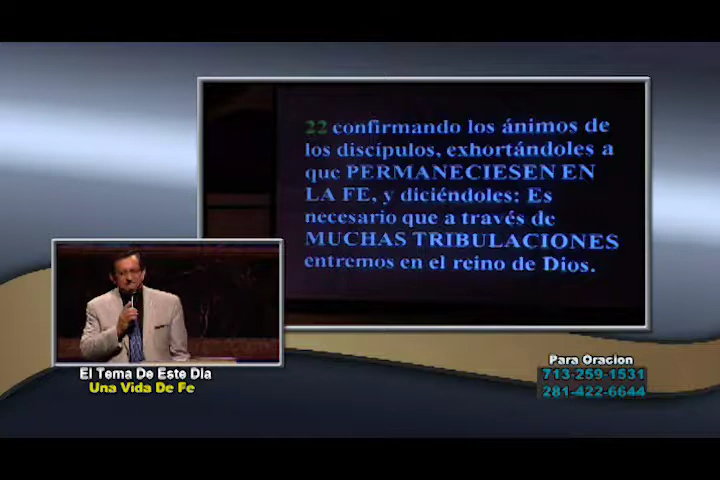 22 confirmando los ánimos de
los discípulos, exhortándoles a
que PERMANECIESEN EN
LA FE, y diciéndoles: Es
necesario que a través de
MUCHAS TRIBULACIONES
entremos en el reino de Dios.
El Tema De Este Dia
Una Vida De Fe
Para Oracion
713-259-1531
281-422-6644